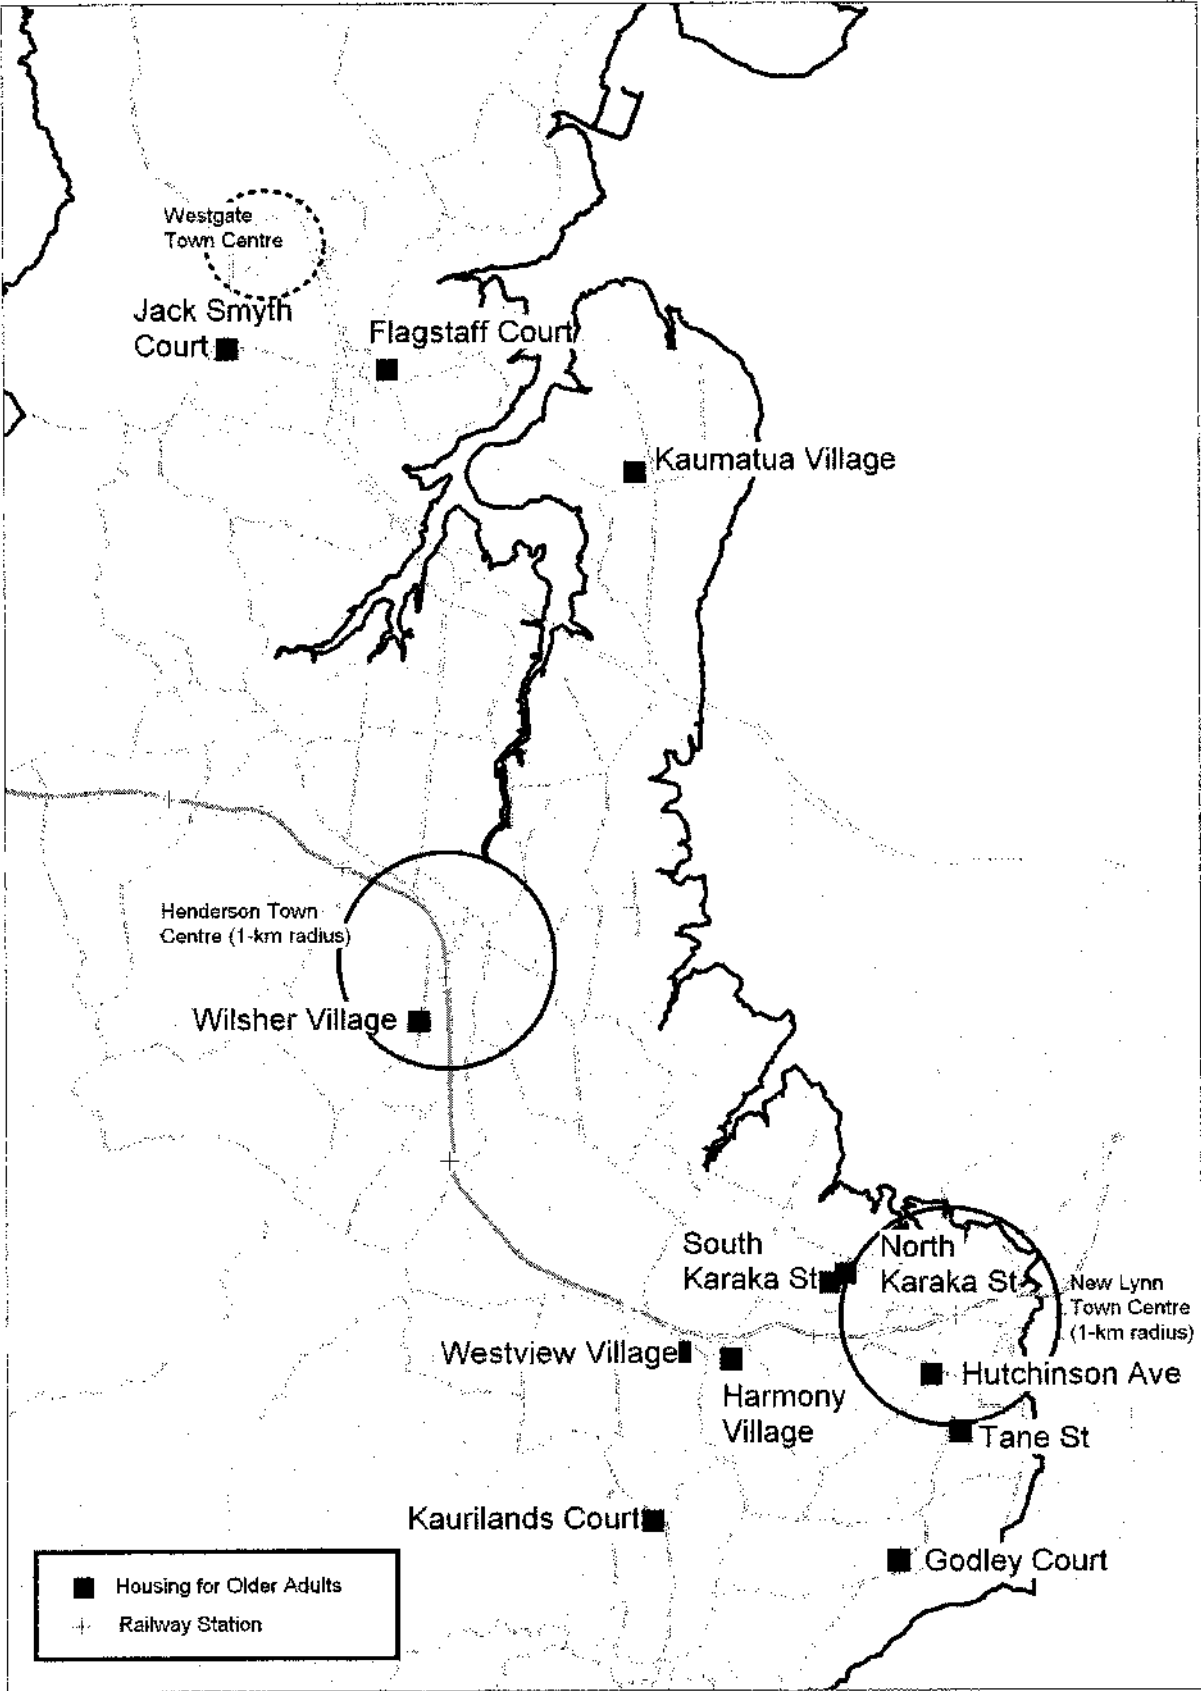 Westgate
Town Centre
Jack Smyth
Court
Flagstaff Court
Kaumatua Village
Henderson Town
Centre (1-km radius)
Wilsher Village
South
Karaka St
North
Karaka St
New Lynn
Town Centre
(1-km radius)
Westview Village
Harmony
Village
Hutchinson Ave
Tane St
Kaurilands Court
Godley Court
Housing for Older Adults
Railway Station